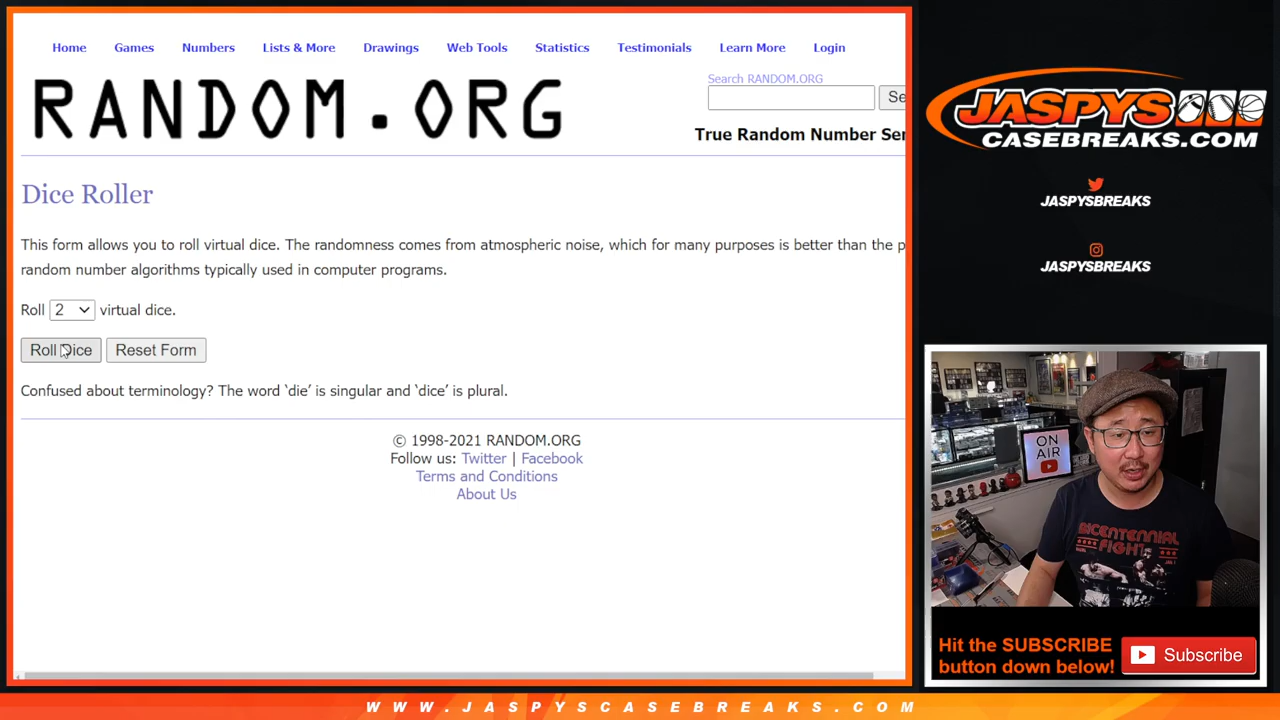 Home Games Numbers Lists & More Drawings Web Tools Statistics Testimonials Learn More Login
RANDOM.ORG
Search RANDOM.ORG
Se
True Random Number Ser
Dice Roller
This form allows you to roll virtual dice. The randomness comes from atmospheric noise, which for many purposes is better than the p
random number algorithms typically used in computer programs.
Roll 2 virtual dice.
Roll Dice Reset Form
Confused about terminology? The word ‘die’ is singular and ‘dice’ is plural.
© 1998-2021 RANDOM.ORG
Follow us: Twitter | Facebook
Terms and Conditions
About Us
JASPYS
CASEBREAKS.COM
JASPYSBREAKS
JASPYSBREAKS
ON
AIR
BICENTENNIAL
FIGHT
Hit the SUBSCRIBE
button down below!
Subscribe
WWW.JASPYSCASEBREAKS.COM